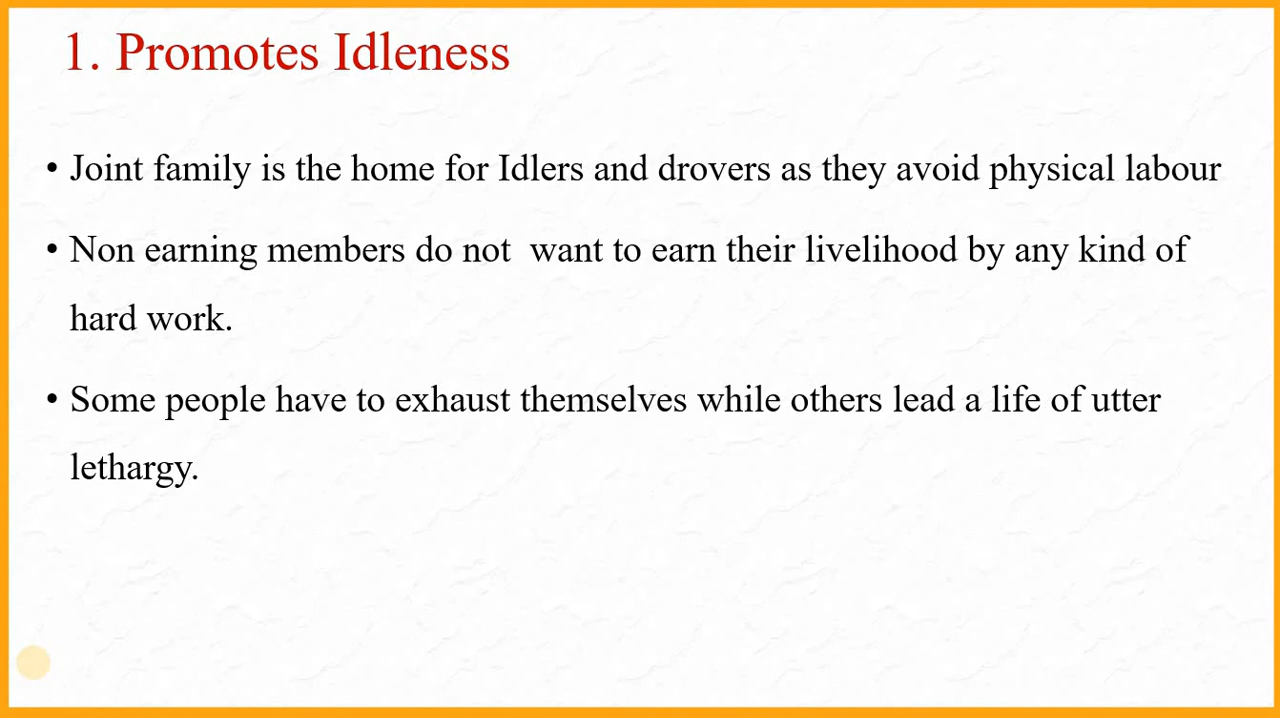 1. Promotes Idleness
• Joint family is the home for Idlers and drovers as they avoid physical labour
• Non earning members do not  want to earn their livelihood by any kind of
hard work.
• Some people have to exhaust themselves while others lead a life of utter
lethargy.